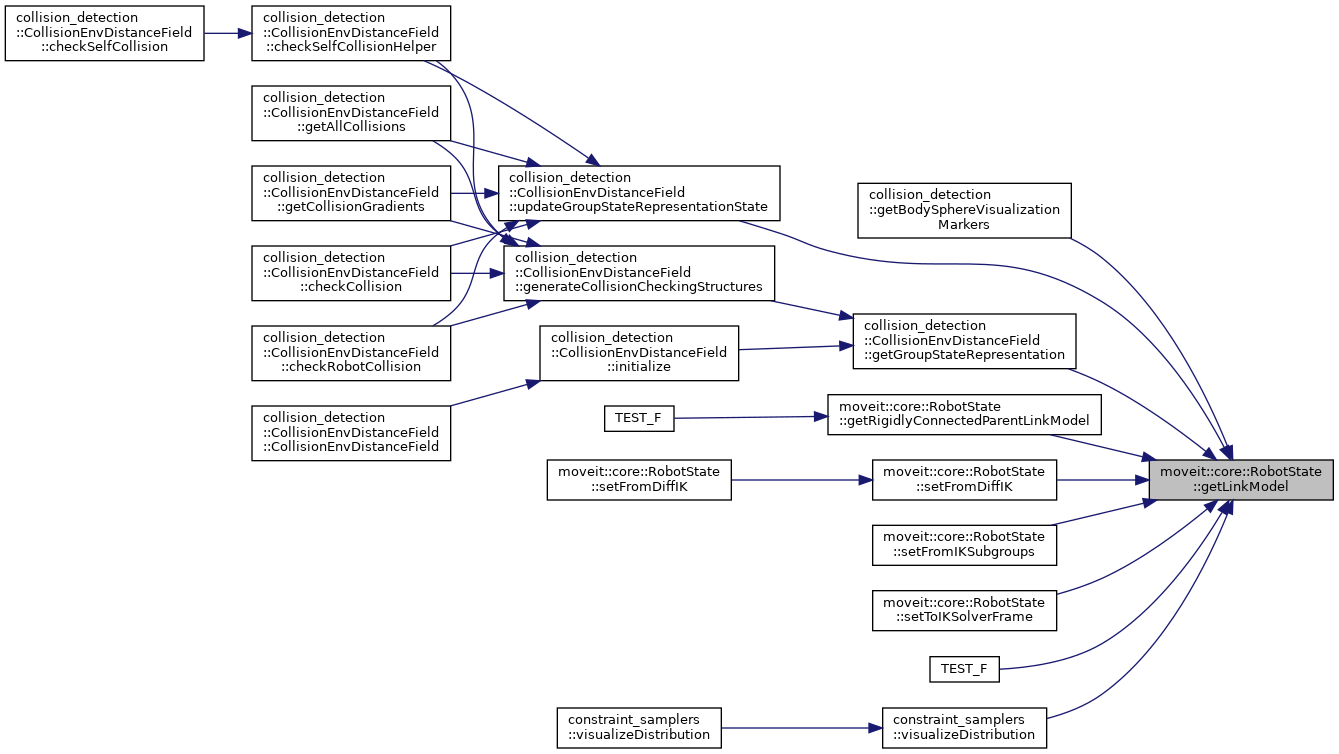 collision_detection
::CollisionEnvDistanceField
::checkSelfCollision
collision_detection
::CollisionEnvDistanceField
::checkSelfCollisionHelper
collision_detection
::CollisionEnvDistanceField
::getAllCollisions
collision_detection
::CollisionEnvDistanceField
::getCollisionGradients
collision_detection
::CollisionEnvDistanceField
::checkCollision
collision_detection
::CollisionEnvDistanceField
::checkRobotCollision
collision_detection
::CollisionEnvDistanceField
::CollisionEnvDistanceField
collision_detection
::CollisionEnvDistanceField
::updateGroupStateRepresentationState
collision_detection
::CollisionEnvDistanceField
::generateCollisionCheckingStructures
collision_detection
::CollisionEnvDistanceField
::initialize
TEST_F
moveit::core::RobotState
::setFromDiffIK
constraint_samplers
::visualizeDistribution
collision_detection
::getBodySphereVisualization
Markers
collision_detection
::CollisionEnvDistanceField
::getGroupStateRepresentation
moveit::core::RobotState
::getRigidlyConnectedParentLinkModel
moveit::core::RobotState
::setFromDiffIK
moveit::core::RobotState
::setFromIKSubgroups
moveit::core::RobotState
::setToIKSolverFrame
TEST_F
constraint_samplers
::visualizeDistribution
moveit::core::RobotState
::getLinkModel